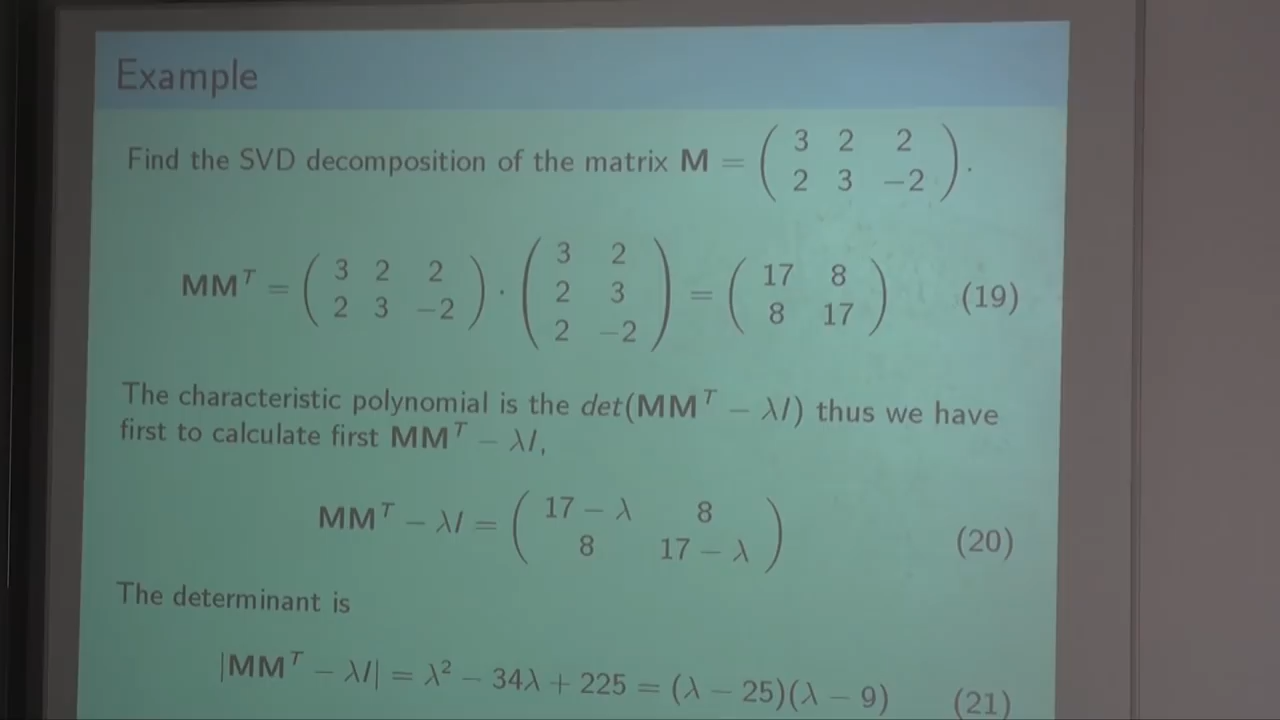 Example
Find the SVD decomposition of the matrix M = ( 3 2 2 ; 2 3 −2 ).
MM^T = ( 3 2 2 ; 2 3 −2 ) · ( 3 2 ; 2 3 ; 2 −2 ) = ( 17 8 ; 8 17 ) (19)
The characteristic polynomial is the det(MM^T − λI) thus we have
first to calculate first MM^T − λI,
MM^T − λI = ( 17 − λ 8 ; 8 17 − λ ) (20)
The determinant is
|MM^T − λI| = λ² − 34λ + 225 = (λ − 25)(λ − 9) (21)